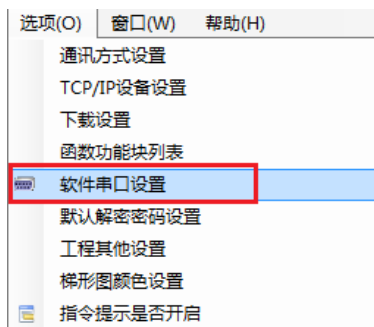 选项(O) 窗口(W) 帮助(H)
通讯方式设置
TCP/IP设备设置
下载设置
函数功能块列表
软件串口设置
默认解密密码设置
工程其他设置
梯形图颜色设置
指令提示是否开启